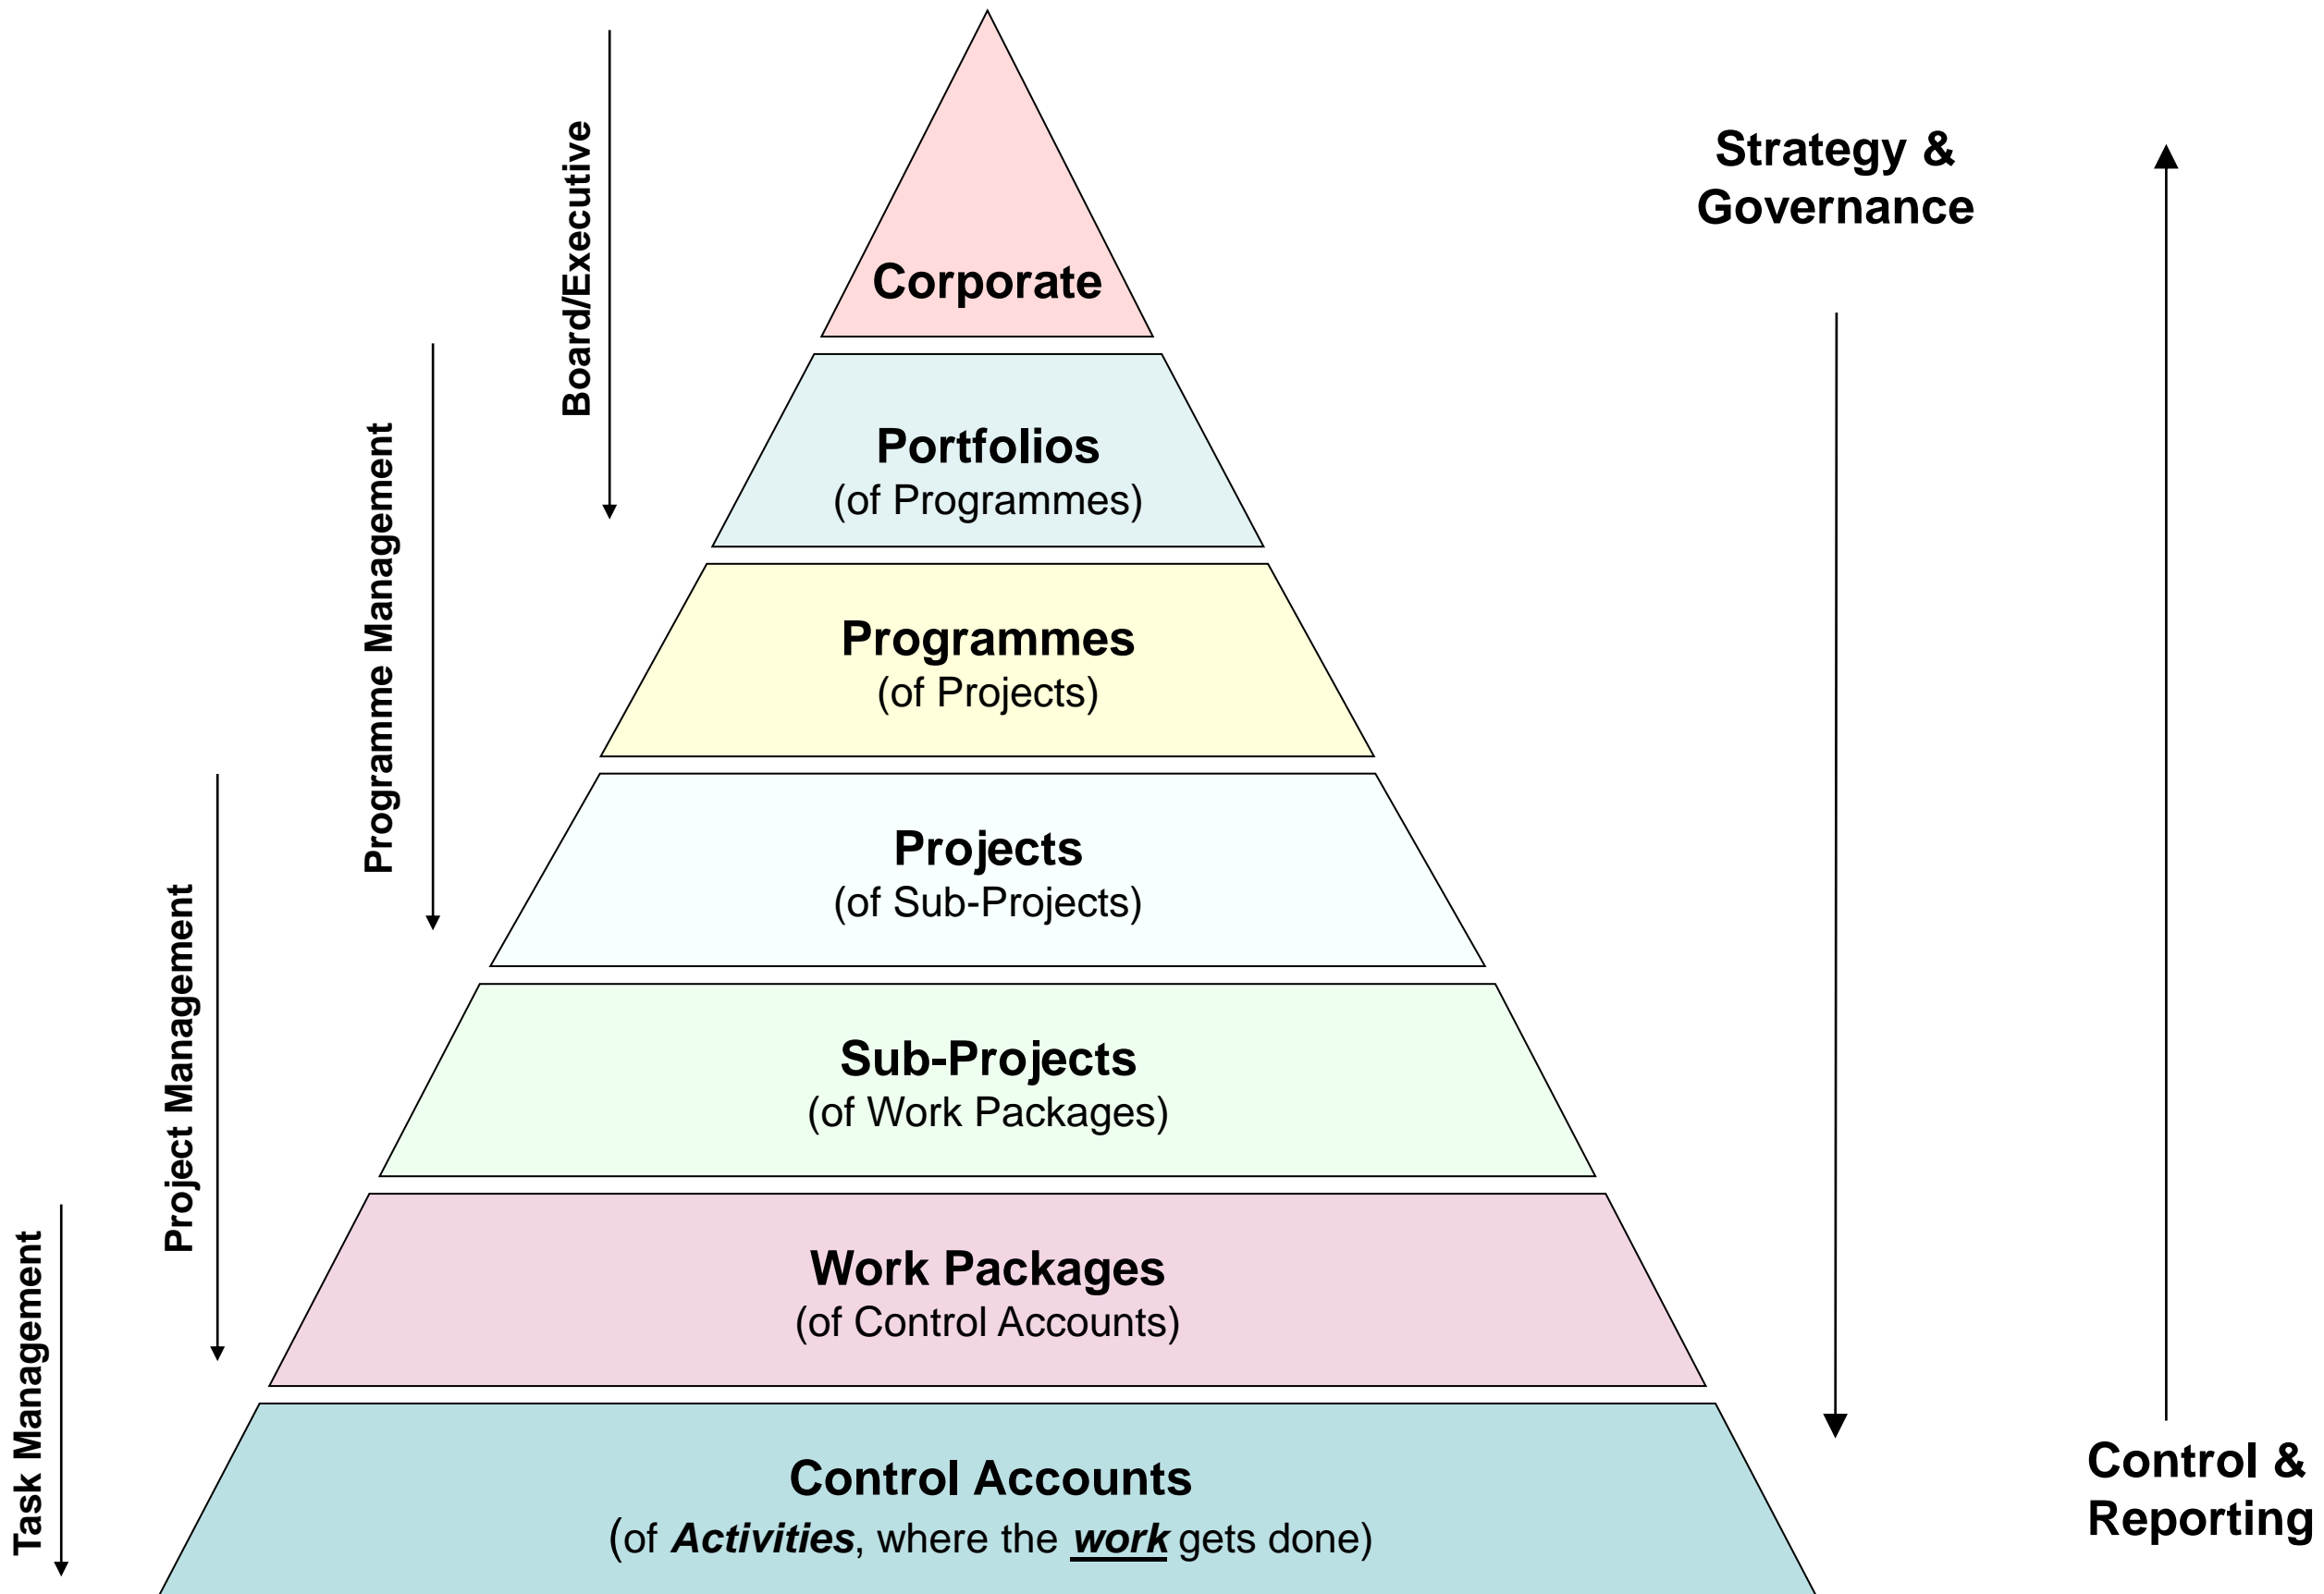 Board/Executive
Programme Management
Project Management
Task Management
Corporate
Portfolios
(of Programmes)
Programmes
(of Projects)
Projects
(of Sub-Projects)
Sub-Projects
(of Work Packages)
Work Packages
(of Control Accounts)
Control Accounts
(of Activities, where the work gets done)
Strategy &
Governance
Control &
Reporting